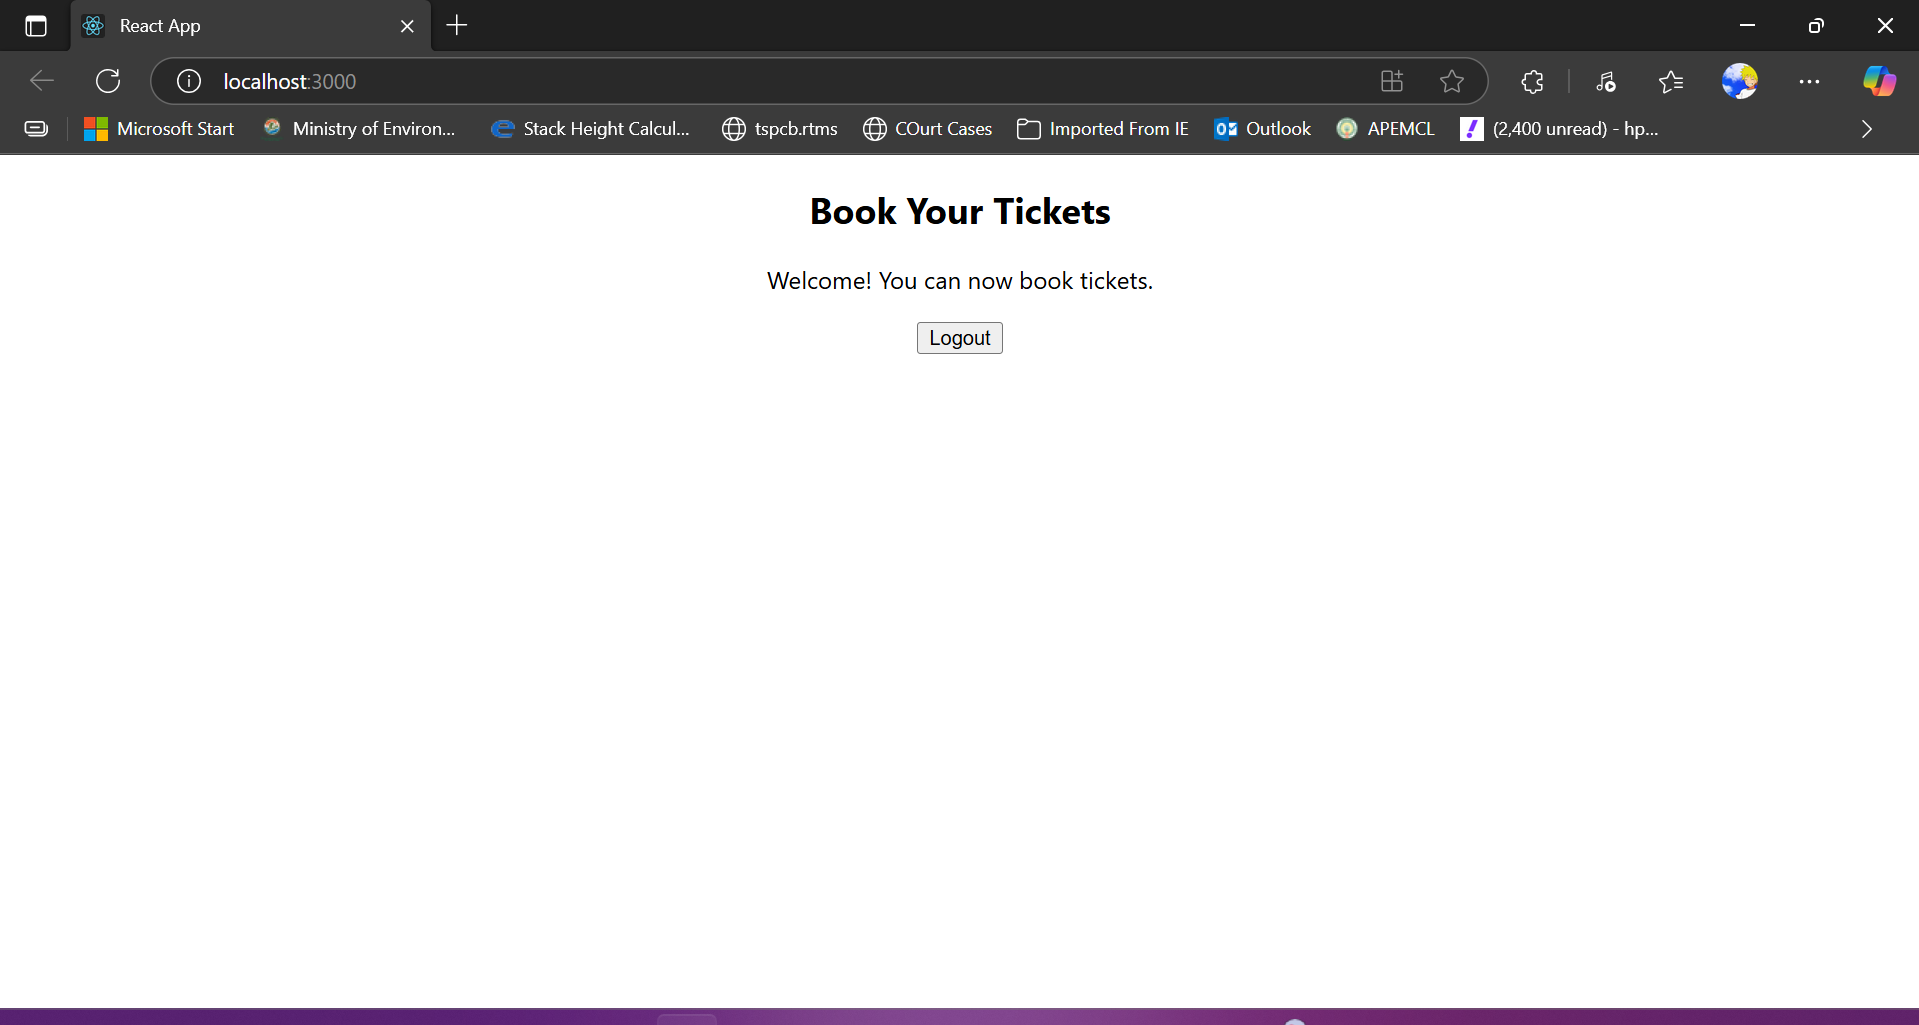 React App
localhost:3000
Microsoft Start
Ministry of Environ...
Stack Height Calcul...
tspcb.rtms
COurt Cases
Imported From IE
Outlook
APEMCL
(2,400 unread) - hp...
Book Your Tickets
Welcome! You can now book tickets.
Logout